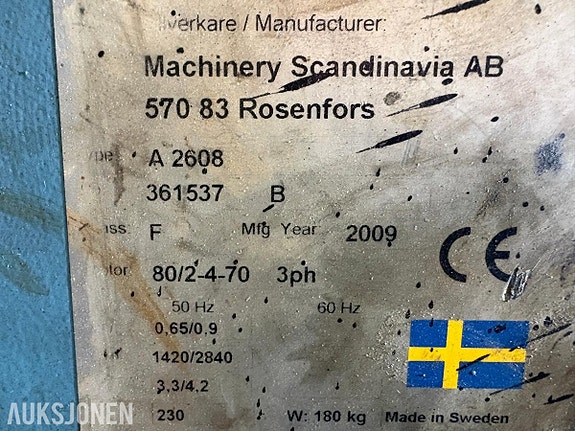 verkare / Manufacturer:
Machinery Scandinavia AB
570 83 Rosenfors
A 2608
361537 B
F Mfg Year 2009
80/2-4-70 3ph
50 Hz 60 Hz
0,65/0,9
1420/2840
3,3/4.2
230 W: 180 kg Made in Sweden
CE
AUKSJONEN